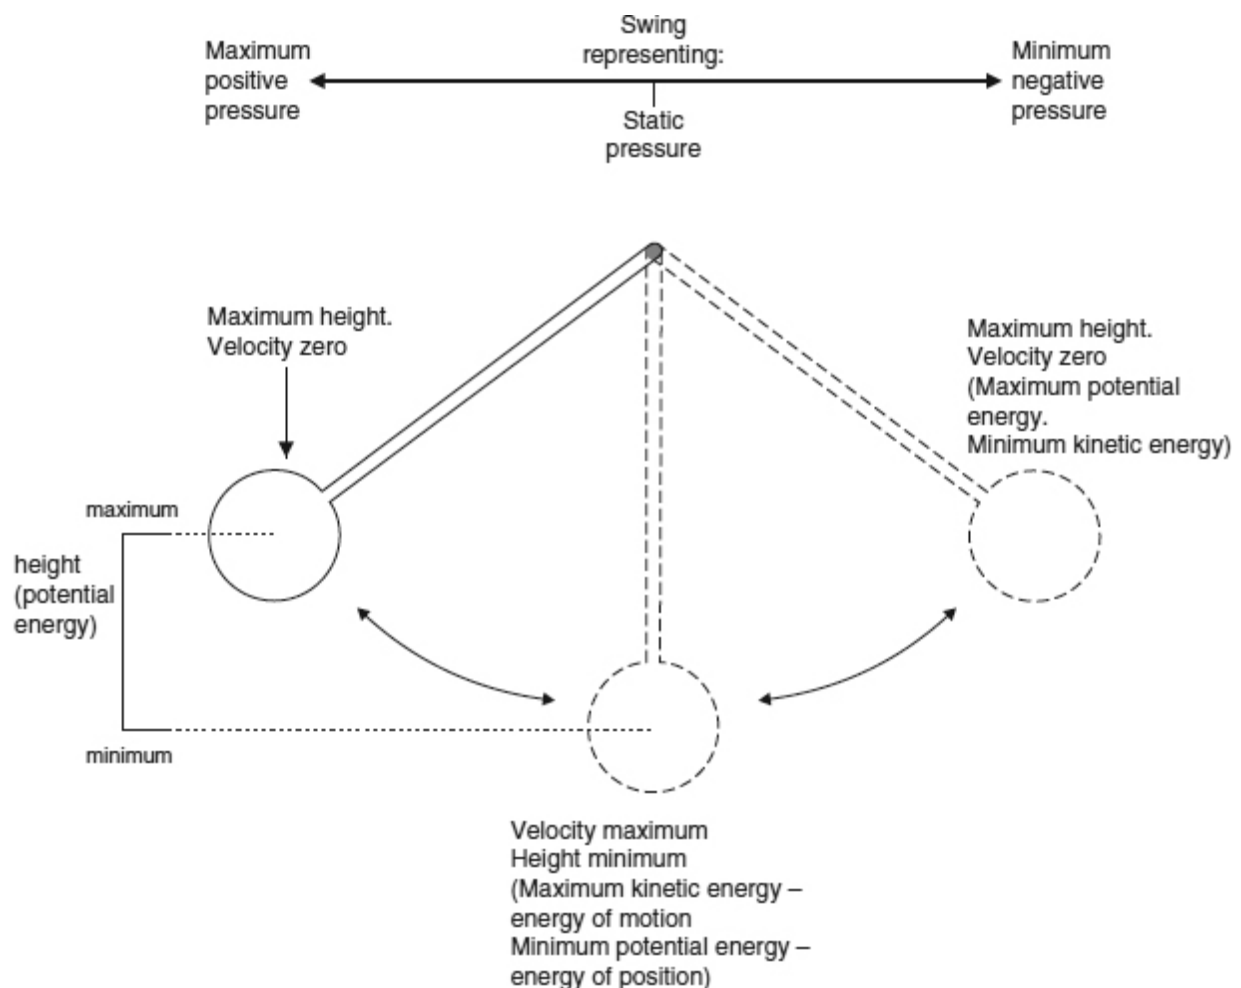 Swing
representing:
Maximum
positive
pressure
Static
pressure
Minimum
negative
pressure
Maximum height.
Velocity zero
Maximum height.
Velocity zero
(Maximum potential
energy.
Minimum kinetic energy)
maximum
height
(potential
energy)
minimum
Velocity maximum
Height minimum
(Maximum kinetic energy –
energy of motion
Minimum potential energy –
energy of position)